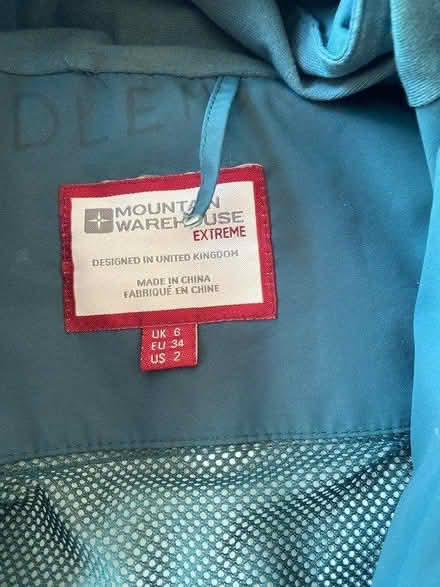 MOUNTAIN
WAREHOUSE
EXTREME
DESIGNED IN UNITED KINGDOM
MADE IN CHINA
FABRIQUÉ EN CHINE
UK 6
EU 34
US 2